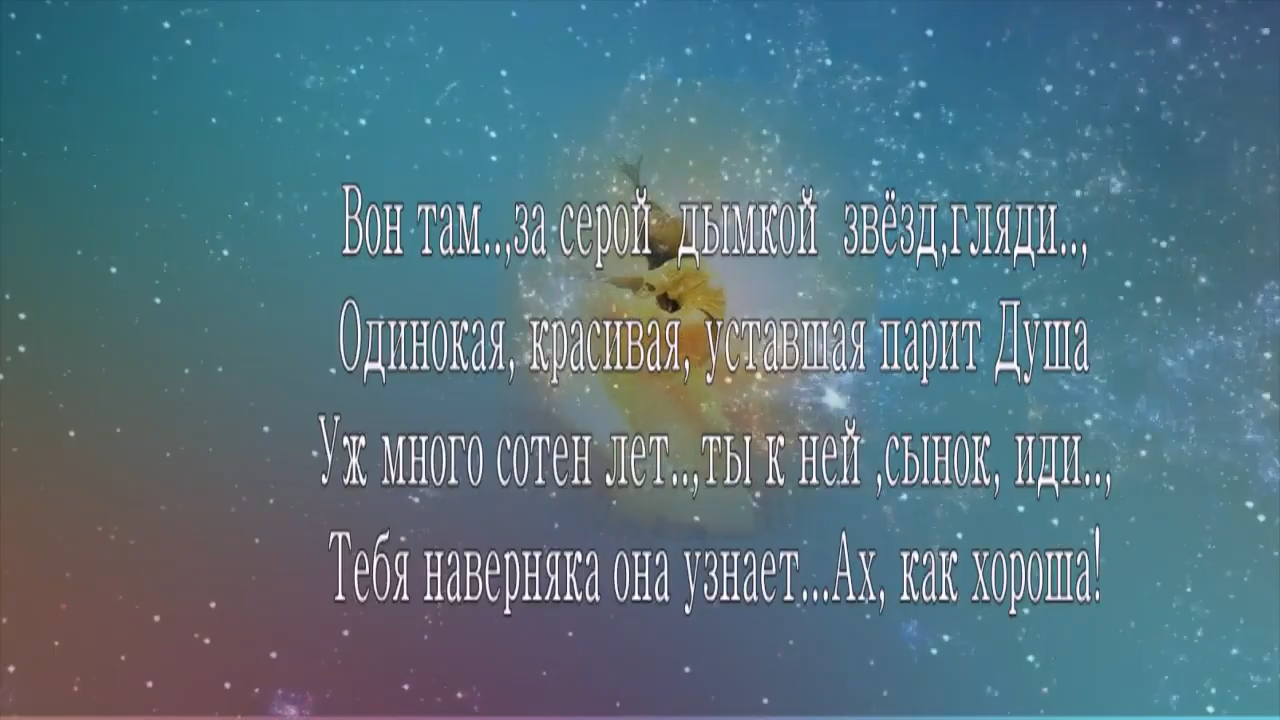 Вон там..,за серой  дымкой  звёзд,гляди..,
Одинокая, красивая, уставшая парит Душа
Уж много сотен лет..,ты к ней ,сынок, иди..,
Тебя наверняка она узнает...Ах, как хороша!